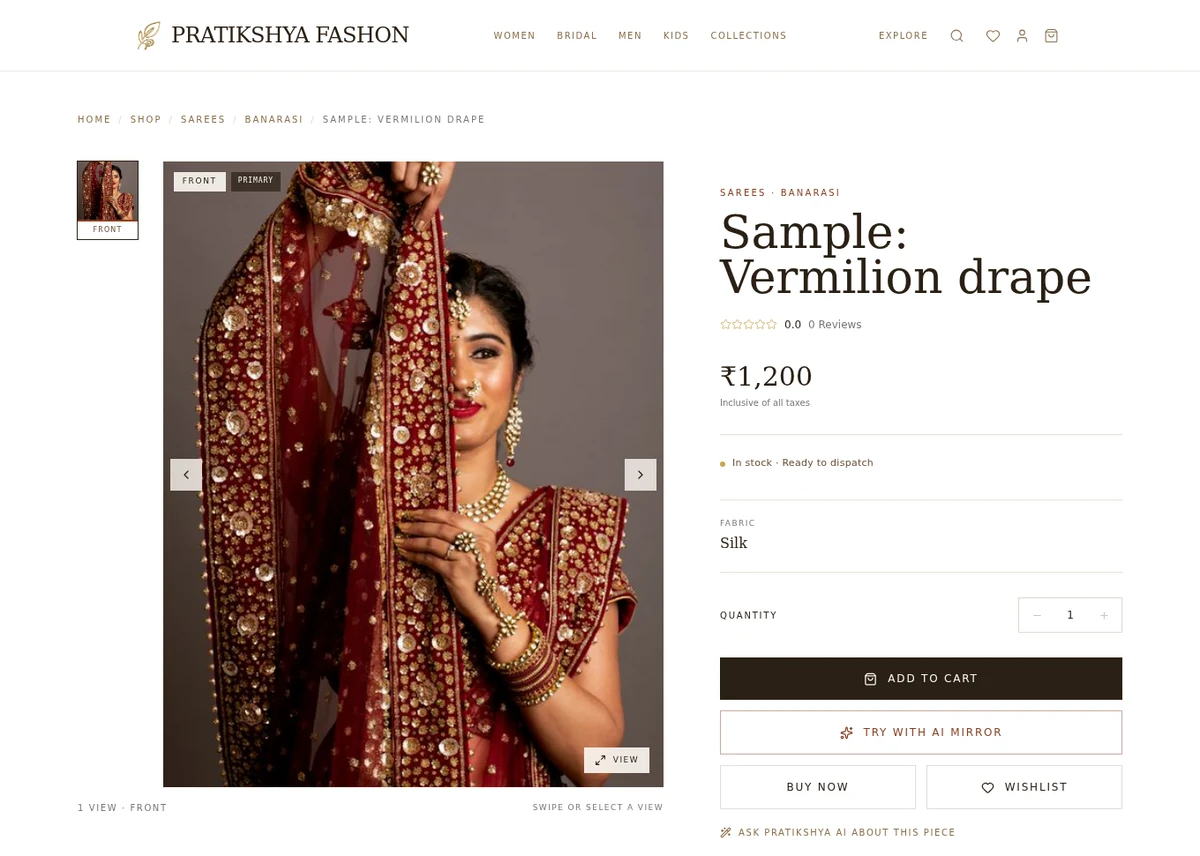 PRATIKSHYA FASHON
WOMEN BRIDAL MEN KIDS COLLECTIONS
EXPLORE
HOME / SHOP / SAREES / BANARASI / SAMPLE: VERMILION DRAPE
FRONT
FRONT PRIMARY
VIEW
1 VIEW · FRONT
SWIPE OR SELECT A VIEW
SAREES · BANARASI
Sample:
Vermilion drape
0.0 0 Reviews
₹1,200
Inclusive of all taxes
In stock · Ready to dispatch
FABRIC
Silk
QUANTITY
− 1 +
ADD TO CART
TRY WITH AI MIRROR
BUY NOW
WISHLIST
ASK PRATIKSHYA AI ABOUT THIS PIECE